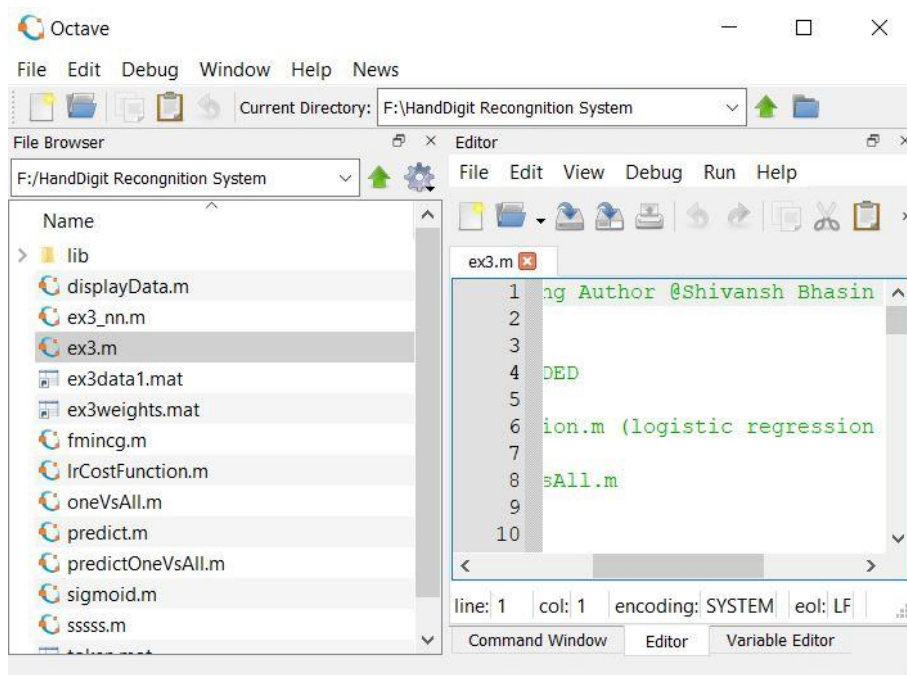 Octave
File Edit Debug Window Help News
Current Directory: F:\HandDigit Recongnition System
File Browser
F:/HandDigit Recongnition System
Name
lib
displayData.m
ex3_nn.m
ex3.m
ex3data1.mat
ex3weights.mat
fmincg.m
lrCostFunction.m
oneVsAll.m
predict.m
predictOneVsAll.m
sigmoid.m
sssss.m
Editor
File Edit View Debug Run Help
ex3.m
1 ng Author @Shivansh Bhasin
2
3
4 DED
5
6 ion.m (logistic regression
7
8 sAll.m
9
10
line: 1 col: 1 encoding: SYSTEM eol: LF
Command Window Editor Variable Editor